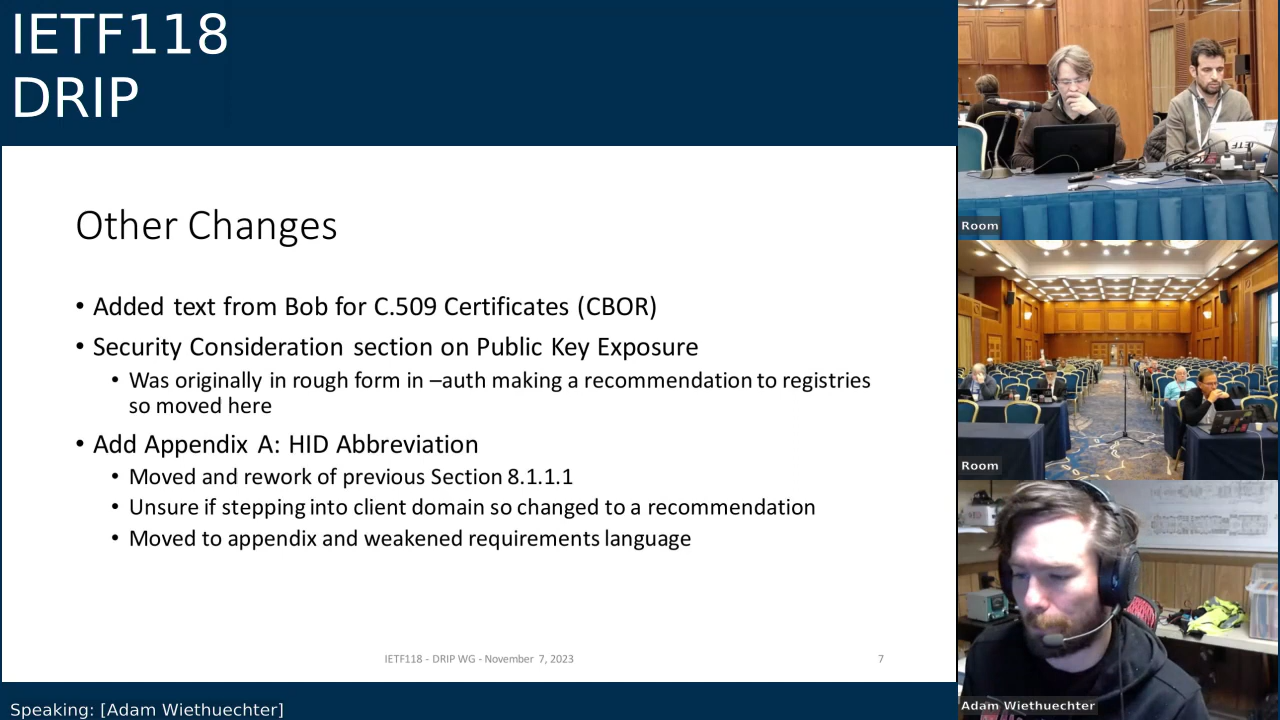 IETF118
DRIP
Other Changes
• Added text from Bob for C.509 Certificates (CBOR)
• Security Consideration section on Public Key Exposure
• Was originally in rough form in –auth making a recommendation to registries
so moved here
• Add Appendix A: HID Abbreviation
• Moved and rework of previous Section 8.1.1.1
• Unsure if stepping into client domain so changed to a recommendation
• Moved to appendix and weakened requirements language
IETF118 - DRIP WG - November 7, 2023
7
Speaking: [Adam Wiethuechter]
Room
IETF
Room
Adam Wiethuechter